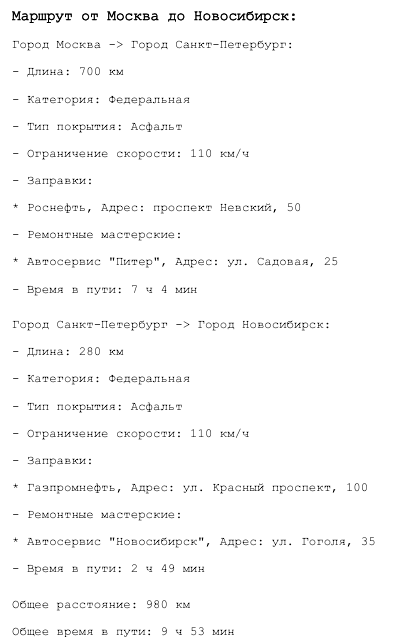 Маршрут от Москва до Новосибирск:
Город Москва -> Город Санкт-Петербург:
- Длина: 700 км
- Категория: Федеральная
- Тип покрытия: Асфальт
- Ограничение скорости: 110 км/ч
- Заправки:
* Роснефть, Адрес: проспект Невский, 50
- Ремонтные мастерские:
* Автосервис "Питер", Адрес: ул. Садовая, 25
- Время в пути: 7 ч 4 мин
Город Санкт-Петербург -> Город Новосибирск:
- Длина: 280 км
- Категория: Федеральная
- Тип покрытия: Асфальт
- Ограничение скорости: 110 км/ч
- Заправки:
* Газпромнефть, Адрес: ул. Красный проспект, 100
- Ремонтные мастерские:
* Автосервис "Новосибирск", Адрес: ул. Гоголя, 35
- Время в пути: 2 ч 49 мин
Общее расстояние: 980 км
Общее время в пути: 9 ч 53 мин